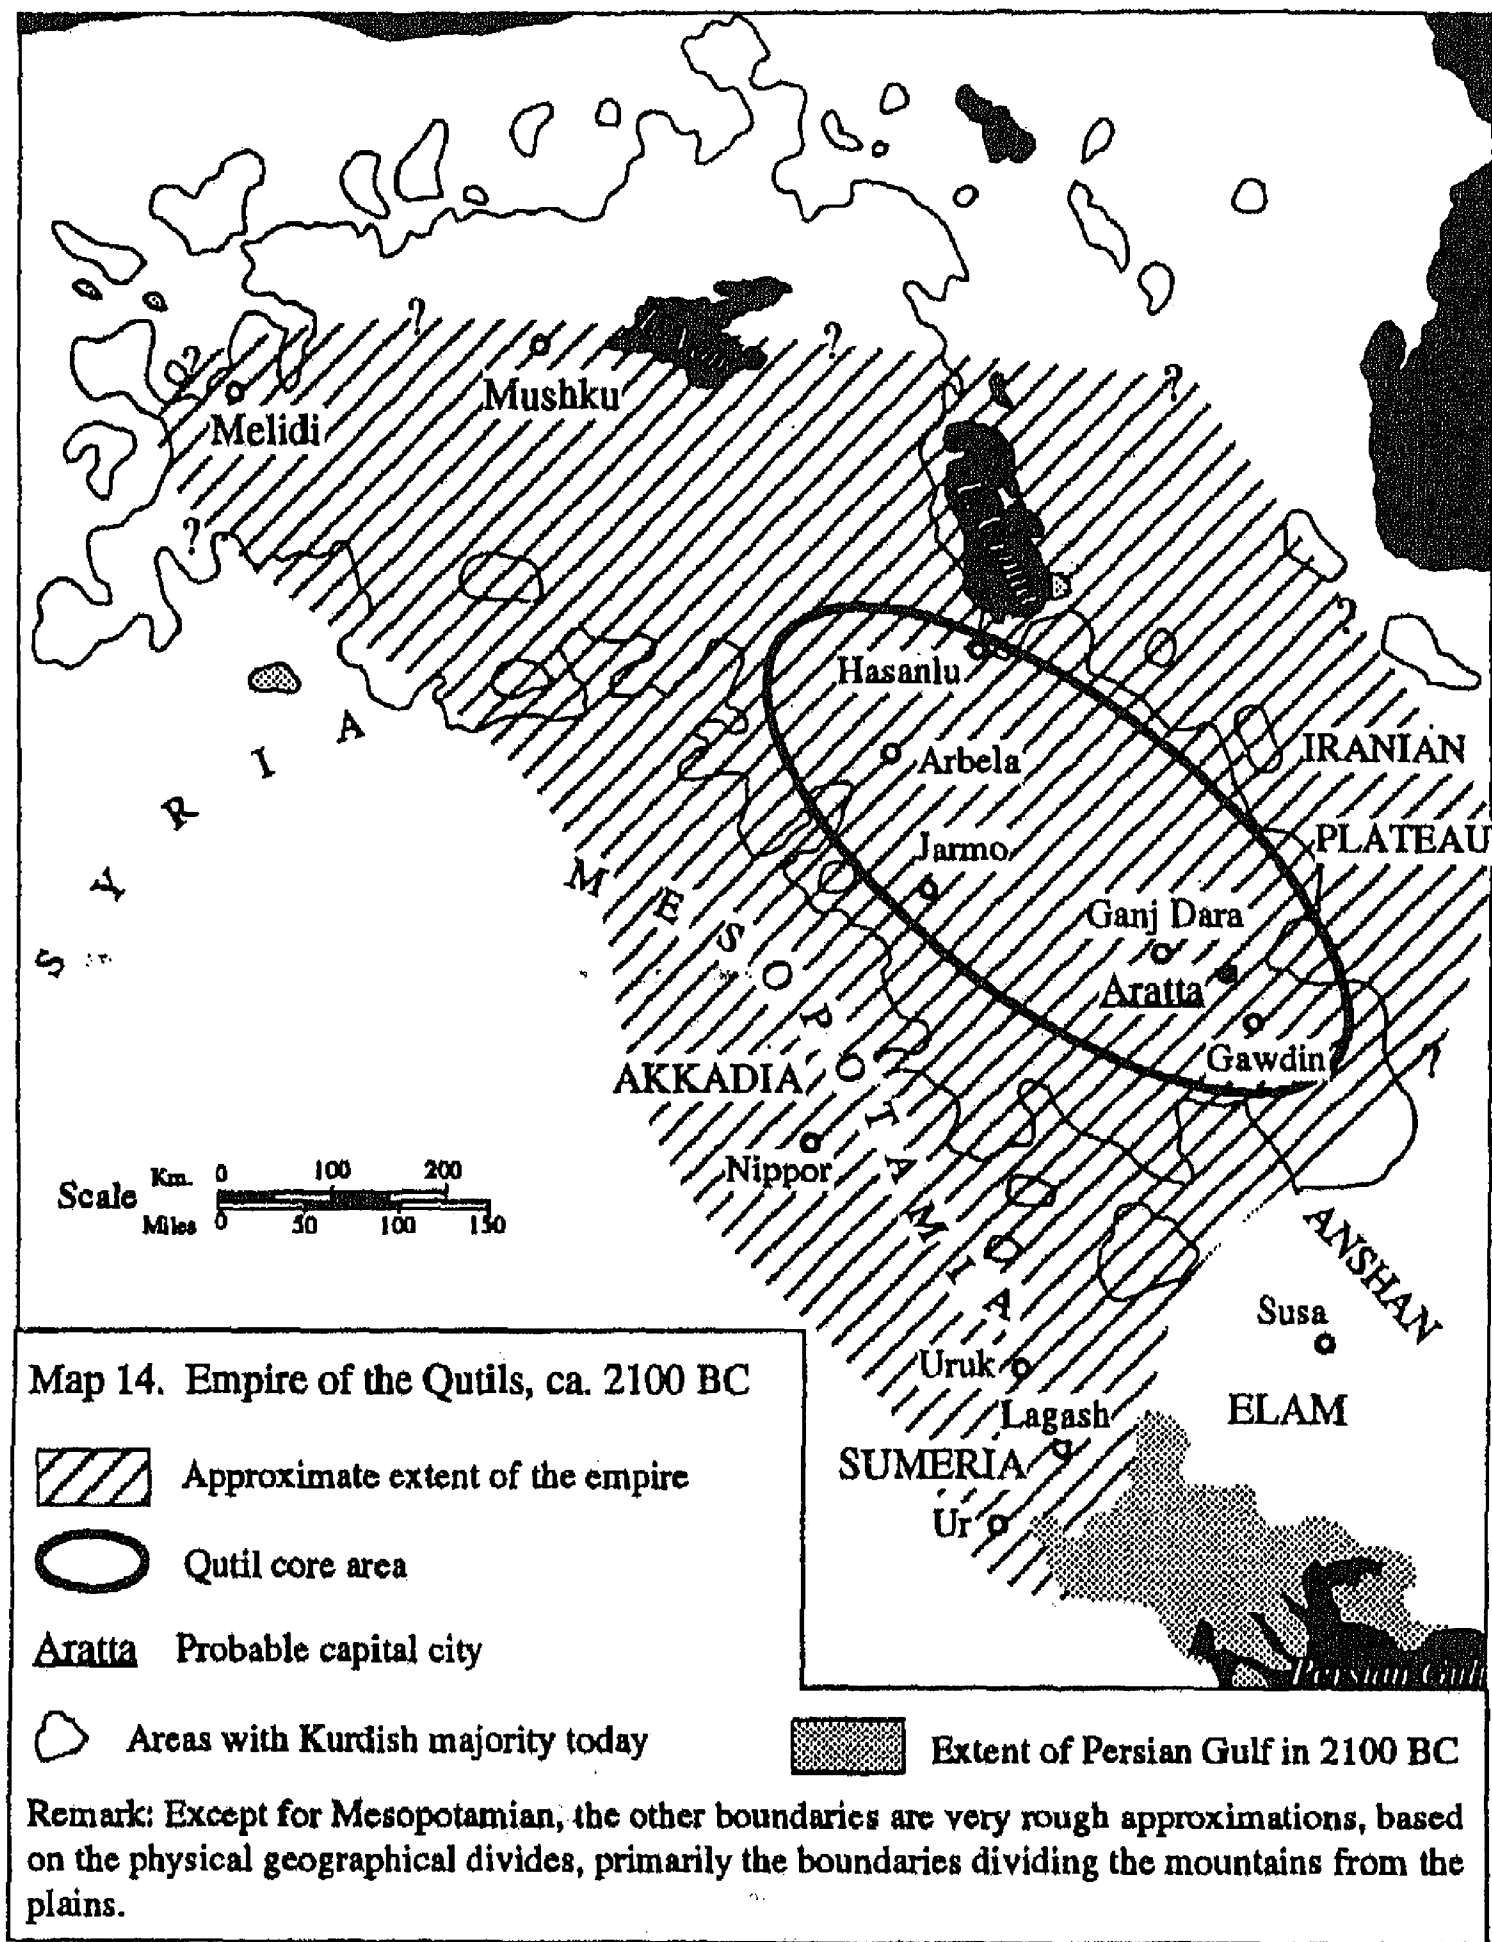 ?
?
?
?
Melidi
Mushku
?
?
Hasanlu
Arbela
IRANIAN
PLATEAU
SYRIA
MESOPOTAMIA
Jarmo
Ganj Dara
Aratta
Gawdin
?
AKKADIA
Nippor
Scale
Km. 0 100 200
Miles 0 50 100 150
ANSHAN
Susa
Uruk
Lagash
ELAM
SUMERIA
Ur
Persian Gulf
Map 14. Empire of the Qutils, ca. 2100 BC
Approximate extent of the empire
Qutil core area
Aratta Probable capital city
Areas with Kurdish majority today
Extent of Persian Gulf in 2100 BC
Remark: Except for Mesopotamian, the other boundaries are very rough approximations, based
on the physical geographical divides, primarily the boundaries dividing the mountains from the
plains.